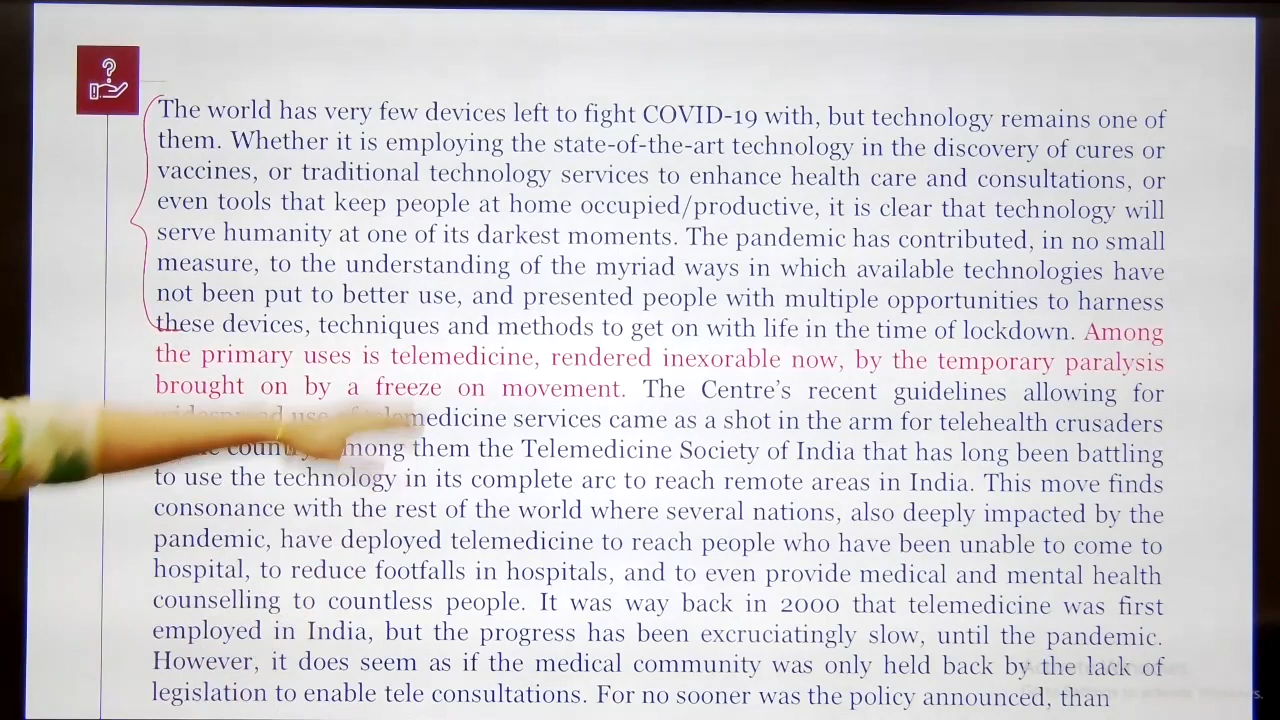 The world has very few devices left to fight COVID-19 with, but technology remains one of
them. Whether it is employing the state-of-the-art technology in the discovery of cures or
vaccines, or traditional technology services to enhance health care and consultations, or
even tools that keep people at home occupied/productive, it is clear that technology will
serve humanity at one of its darkest moments. The pandemic has contributed, in no small
measure, to the understanding of the myriad ways in which available technologies have
not been put to better use, and presented people with multiple opportunities to harness
these devices, techniques and methods to get on with life in the time of lockdown. Among
the primary uses is telemedicine, rendered inexorable now, by the temporary paralysis
brought on by a freeze on movement. The Centre's recent guidelines allowing for
widespread use of telemedicine services came as a shot in the arm for telehealth crusaders
country, among them the Telemedicine Society of India that has long been battling
to use the technology in its complete arc to reach remote areas in India. This move finds
consonance with the rest of the world where several nations, also deeply impacted by the
pandemic, have deployed telemedicine to reach people who have been unable to come to
hospital, to reduce footfalls in hospitals, and to even provide medical and mental health
counselling to countless people. It was way back in 2000 that telemedicine was first
employed in India, but the progress has been excruciatingly slow, until the pandemic.
However, it does seem as if the medical community was only held back by the lack of
legislation to enable tele consultations. For no sooner was the policy announced, than